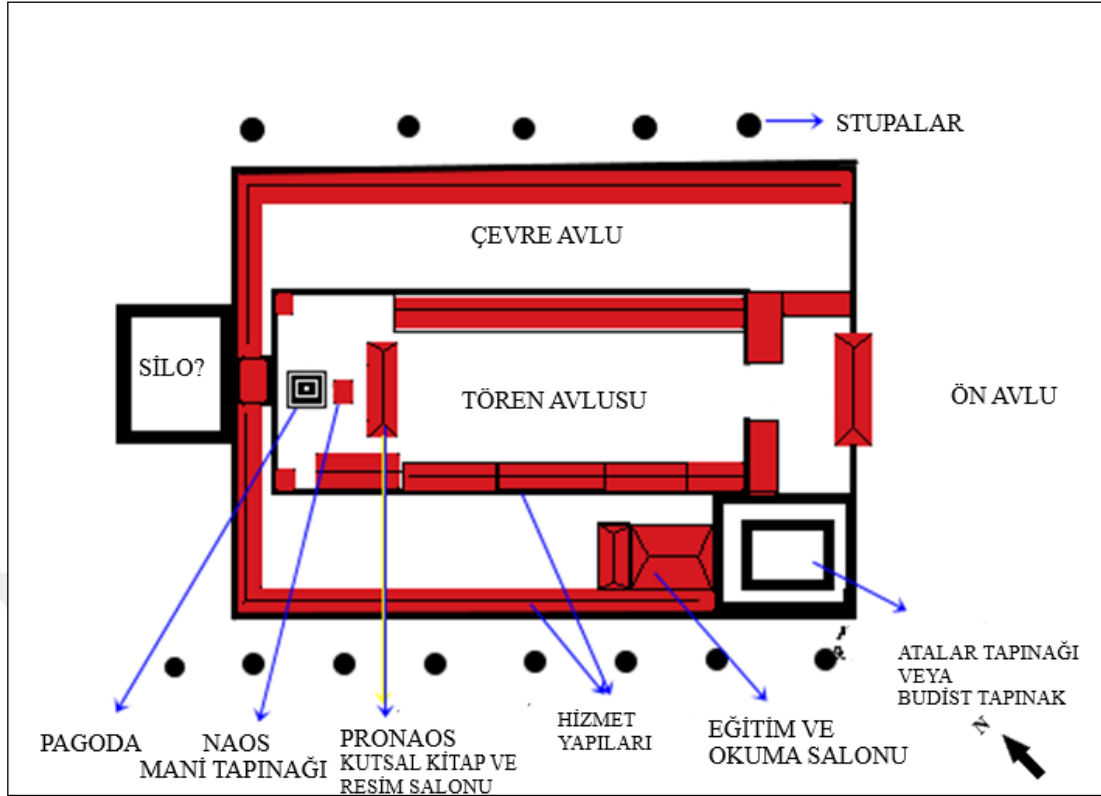 STUPALAR
ÇEVRE AVLU
SİLO?
TÖREN AVLUSU
ÖN AVLU
ATALAR TAPINAĞI
VEYA
BUDİST TAPINAK
N
PAGODA
NAOS
MANİ TAPINAĞI
PRONAOS
KUTSAL KİTAP VE
RESİM SALONU
HİZMET
YAPILARI
EĞİTİM VE
OKUMA SALONU